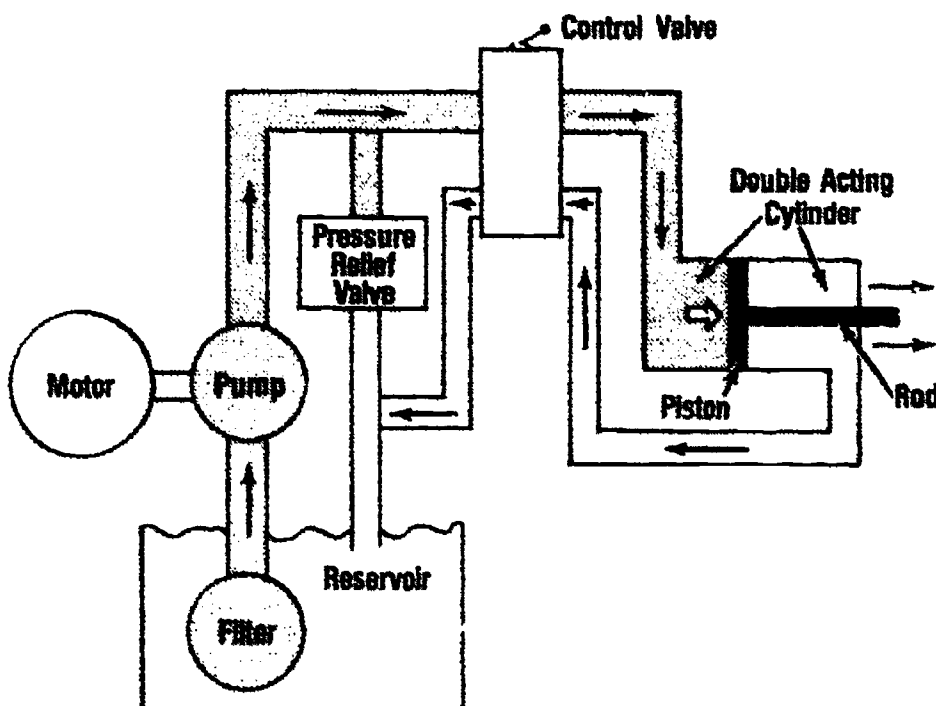 Control Valve
Double Acting
Cylinder
Pressure
Relief
Valve
Motor
Pump
Piston
Rod
Reservoir
Filter